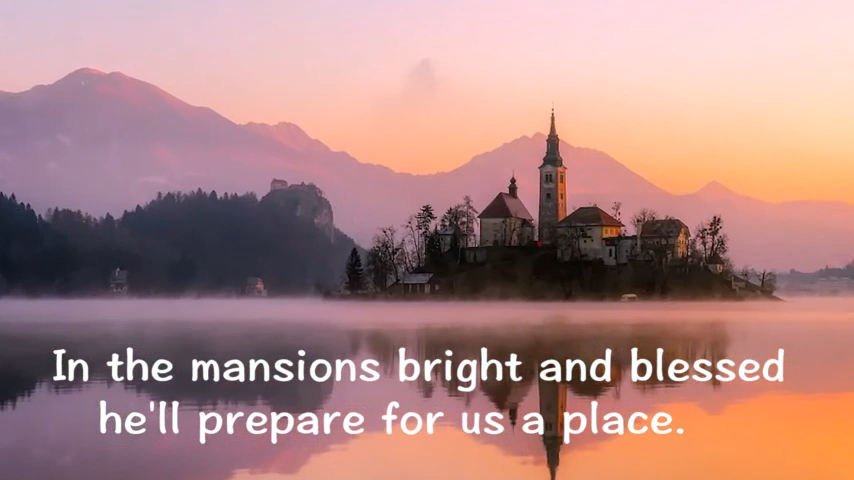 In the mansions bright and blessed
he'll prepare for us a place.